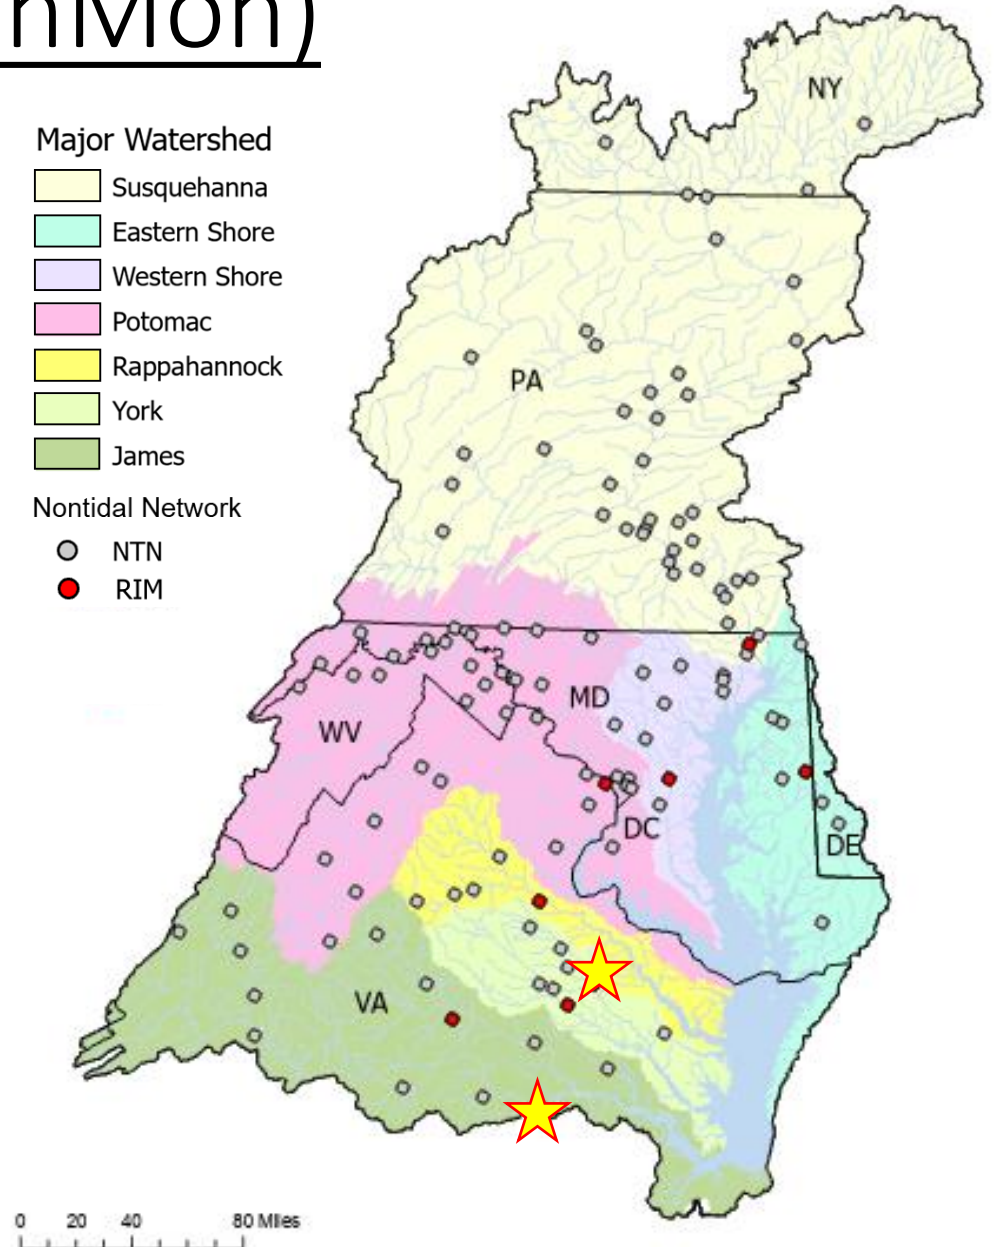 nMon)
Major Watershed
Susquehanna
Eastern Shore
Western Shore
Potomac
Rappahannock
York
James
Nontidal Network
NTN
RIM
NY
PA
MD
WV
DC
DE
VA
0 20 40 80 Miles